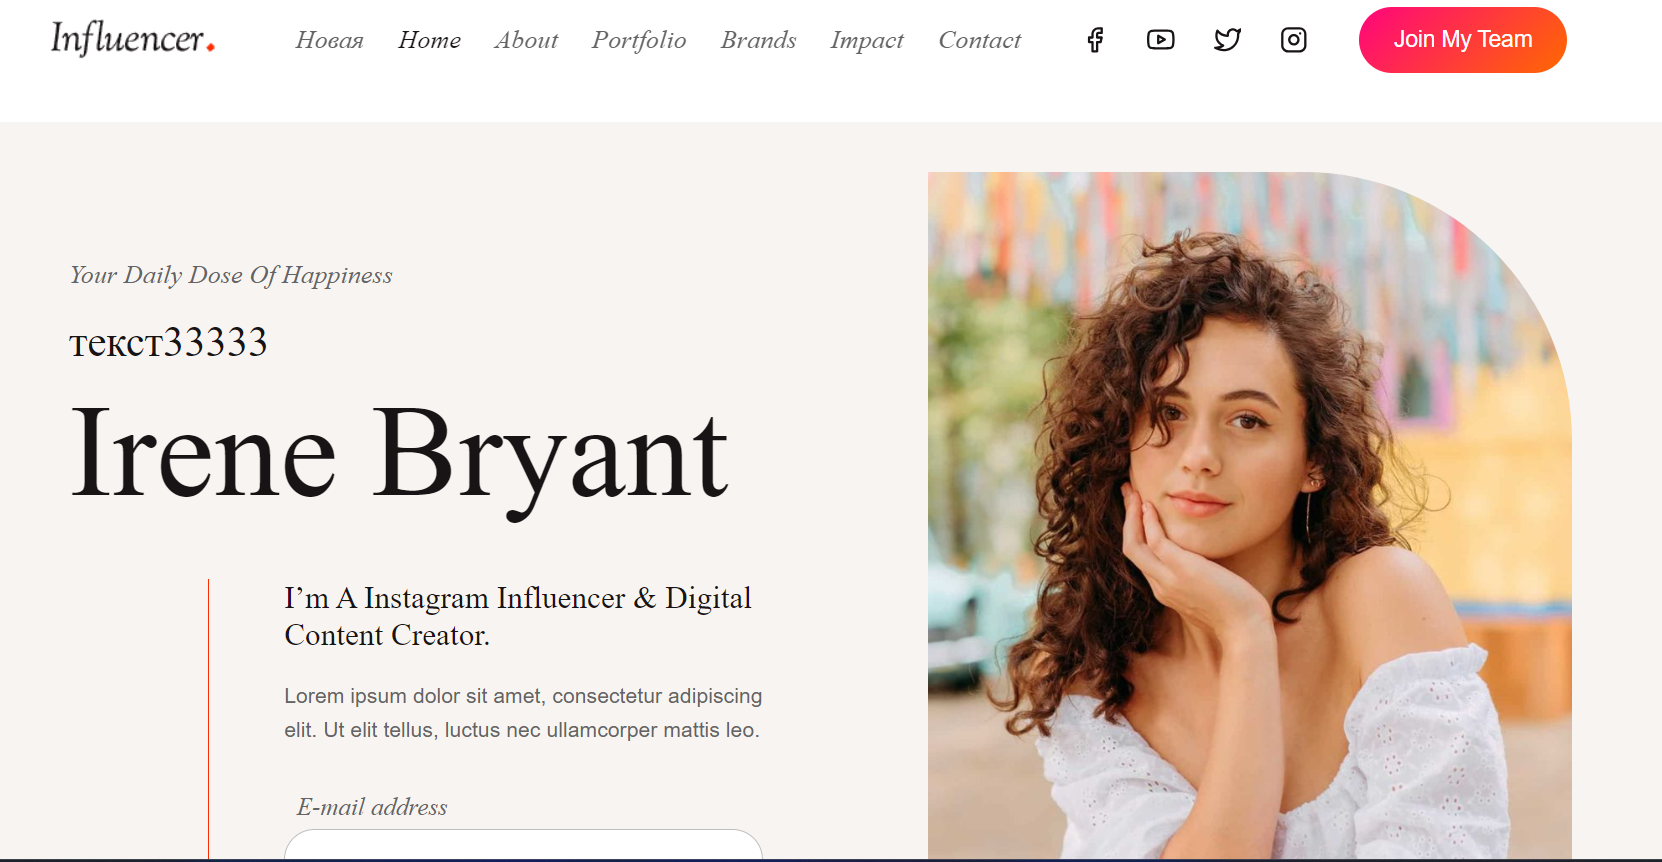 Influencer.
Новая Home About Portfolio Brands Impact Contact
Join My Team
Your Daily Dose Of Happiness
текст33333
Irene Bryant
I’m A Instagram Influencer & Digital
Content Creator.
Lorem ipsum dolor sit amet, consectetur adipiscing
elit. Ut elit tellus, luctus nec ullamcorper mattis leo.
E-mail address